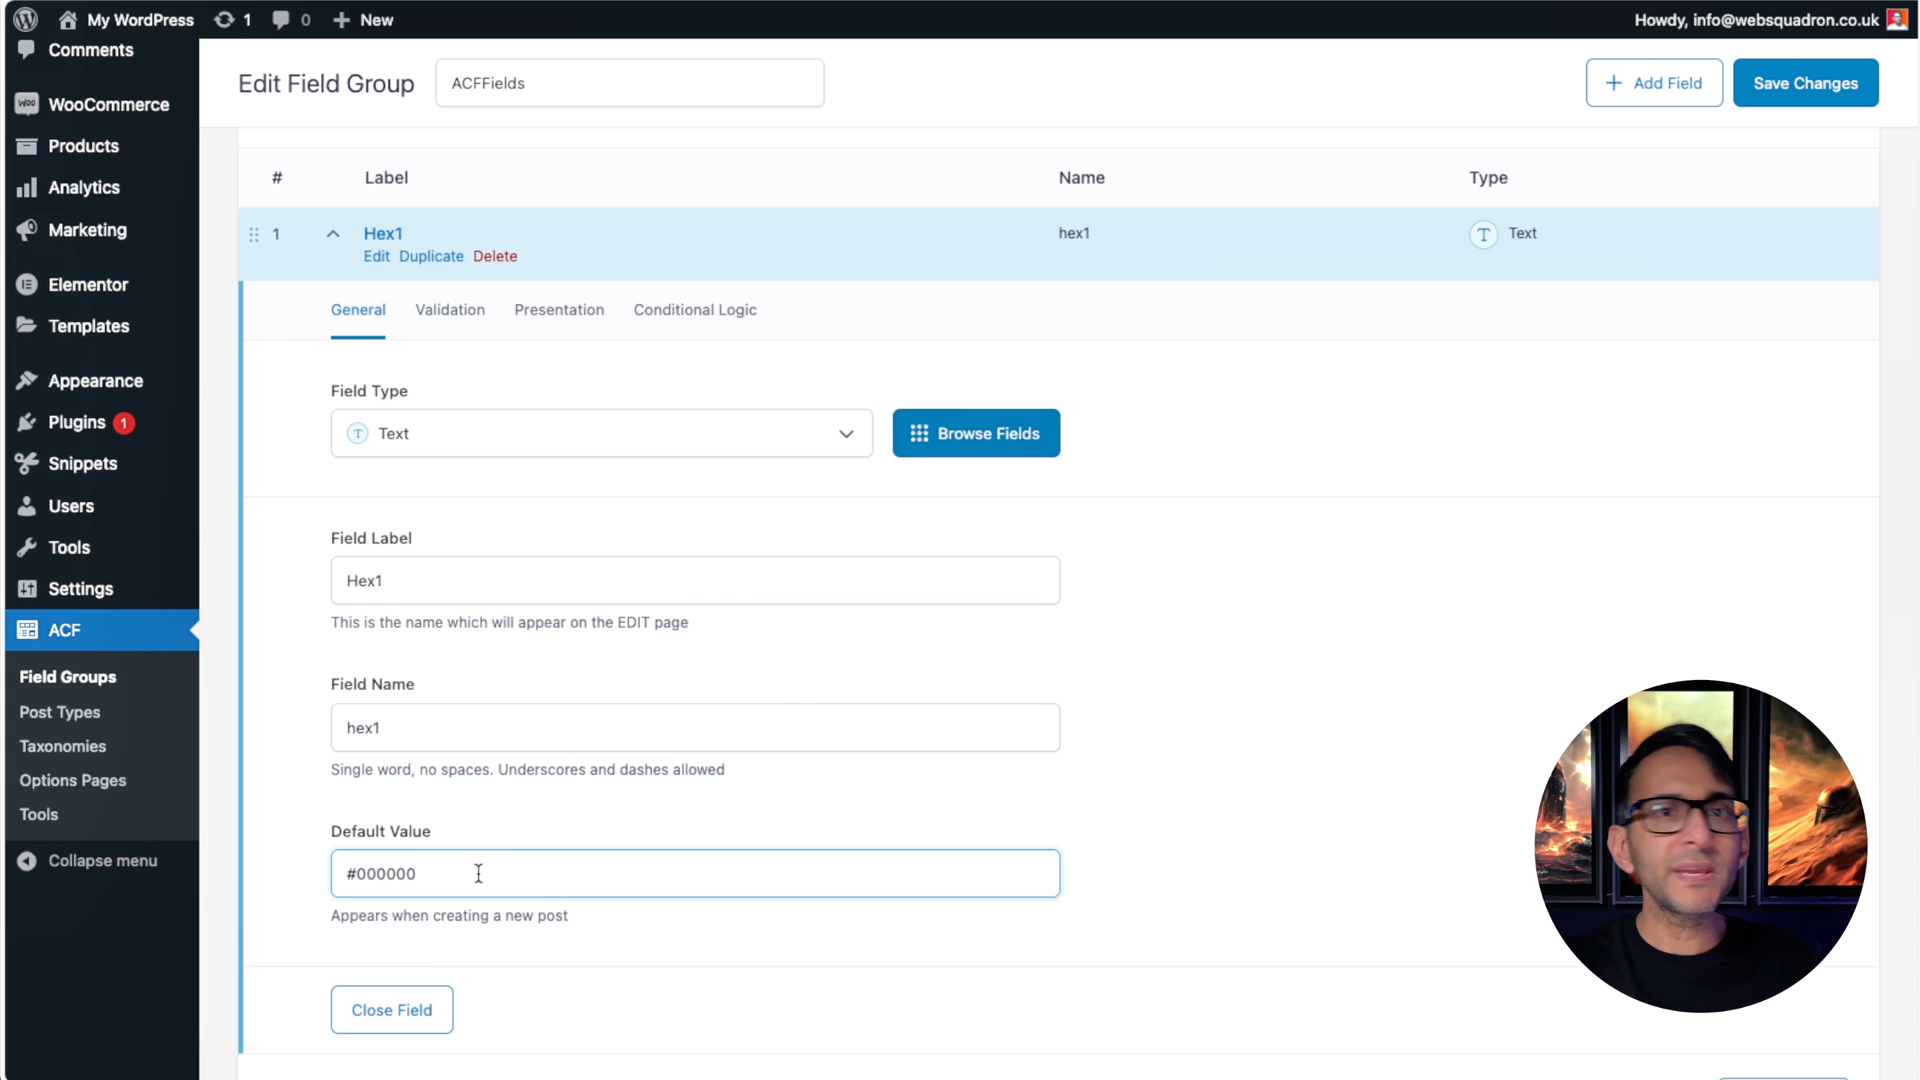 My WordPress 1 0 New
Howdy, info@websquadron.co.uk
Comments
WooCommerce
Products
Analytics
Marketing
Elementor
Templates
Appearance
Plugins 1
Snippets
Users
Tools
Settings
ACF
Field Groups
Post Types
Taxonomies
Options Pages
Tools
Collapse menu
Edit Field Group ACFFields
Add Field Save Changes
# Label Name Type
1 Hex1 hex1 T Text
Edit Duplicate Delete
General Validation Presentation Conditional Logic
Field Type
T Text Browse Fields
Field Label
Hex1
This is the name which will appear on the EDIT page
Field Name
hex1
Single word, no spaces. Underscores and dashes allowed
Default Value
#000000
Appears when creating a new post
Close Field